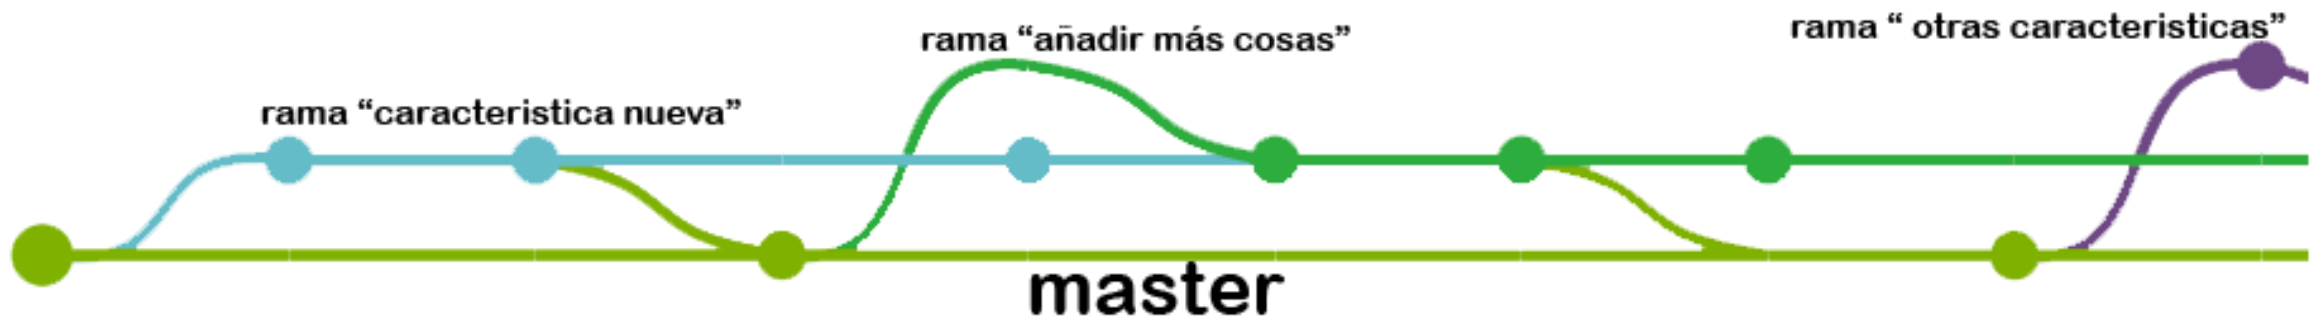 rama “caracteristica nueva”
rama “añadir más cosas”
rama “ otras caracteristicas”
master